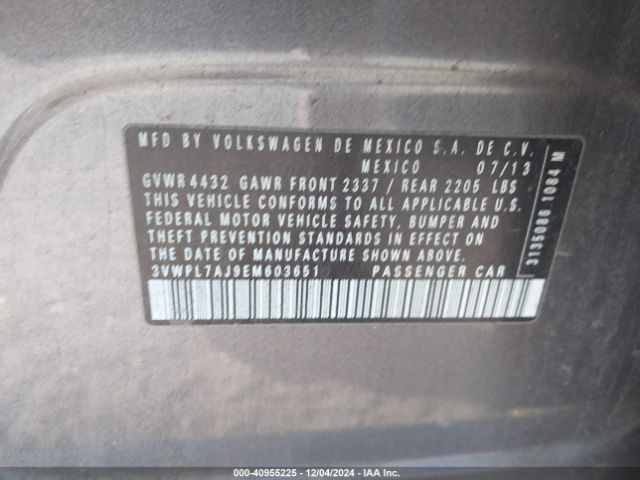 MFD BY VOLKSWAGEN DE MEXICO S.A. DE C.V.
MEXICO 07/13
GVWR 4432 GAWR FRONT 2337 / REAR 2205 LBS
THIS VEHICLE CONFORMS TO ALL APPLICABLE U.S.
FEDERAL MOTOR VEHICLE SAFETY, BUMPER AND
THEFT PREVENTION STANDARDS IN EFFECT ON
THE DATE OF MANUFACTURE SHOWN ABOVE.
3VWPL7AJ9EM603651 PASSENGER CAR
3135086 1084 M
000-40955225 - 12/04/2024 - IAA Inc.